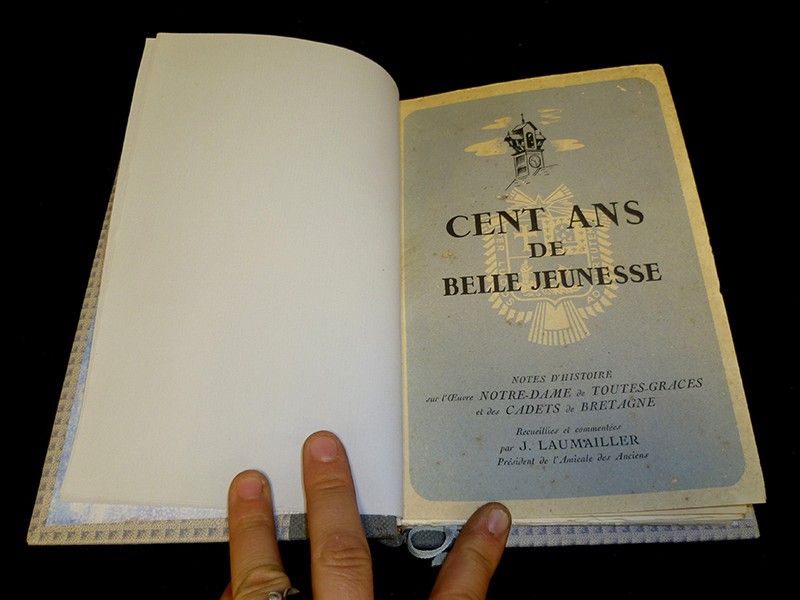 CENT ANS
DE
BELLE JEUNESSE
NOTES D'HISTOIRE
sur l'Œuvre NOTRE-DAME de TOUTES-GRACES
et des CADETS de BRETAGNE
Recueillies et commentées
par J. LAUMAILLER
Président de l'Amicale des Anciens